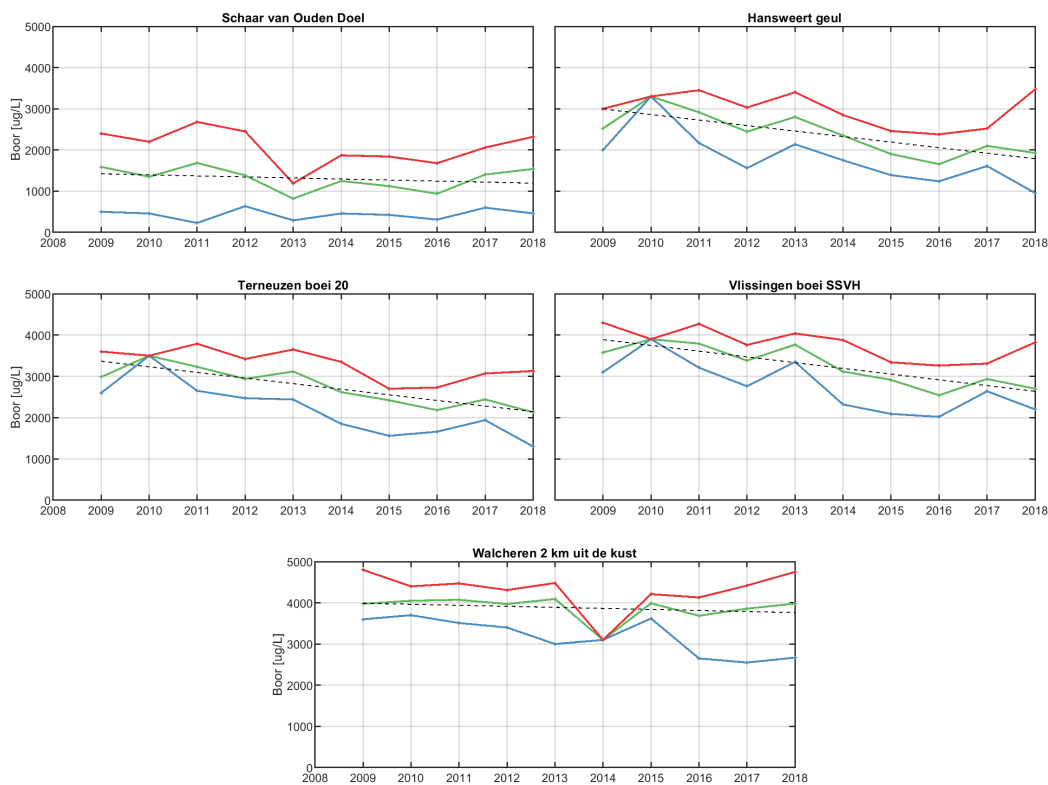 Schaar van Ouden Doel
Boor [ug/L]
5000
4000
3000
2000
1000
0
2008 2009 2010 2011 2012 2013 2014 2015 2016 2017 2018
Hansweert geul
2009 2010 2011 2012 2013 2014 2015 2016 2017 2018
Terneuzen boei 20
Boor [ug/L]
5000
4000
3000
2000
1000
0
2008 2009 2010 2011 2012 2013 2014 2015 2016 2017 2018
Vlissingen boei SSVH
2009 2010 2011 2012 2013 2014 2015 2016 2017 2018
Walcheren 2 km uit de kust
Boor [ug/L]
5000
4000
3000
2000
1000
0
2008 2009 2010 2011 2012 2013 2014 2015 2016 2017 2018